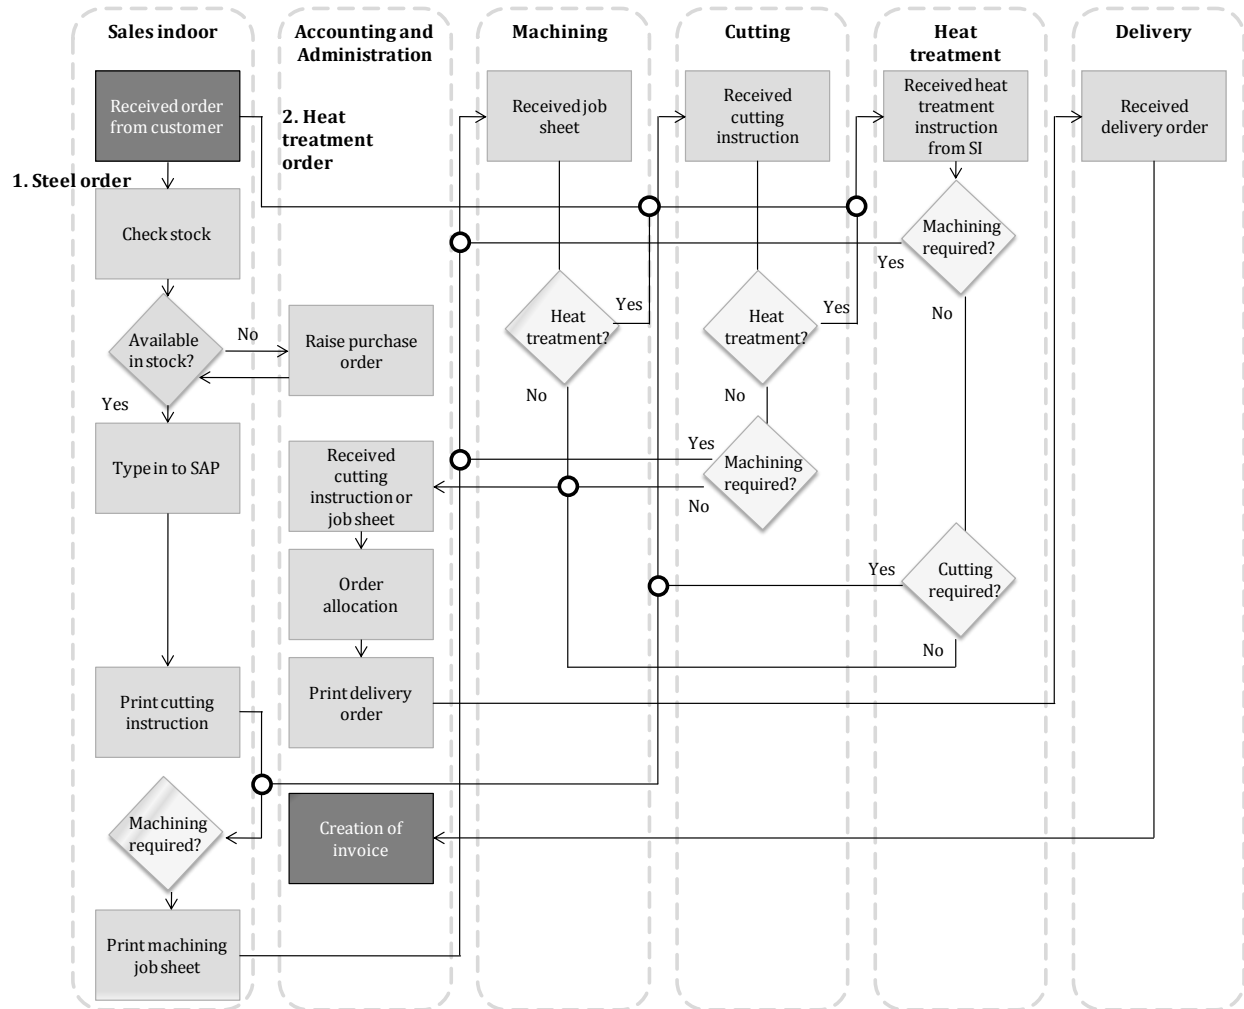 Sales indoor
Accounting and
Administration
Machining
Cutting
Heat
treatment
Delivery
Received order
from customer
2. Heat
treatment
order
Received job
sheet
Received
cutting
instruction
Received heat
treatment
instruction
from SI
Received
delivery order
1. Steel order
Check stock
Machining
required?
Yes
No
Available
in stock?
No
Yes
Raise purchase
order
Heat
treatment?
Yes
No
Heat
treatment?
Yes
No
Type in to SAP
Received
cutting
instruction or
job sheet
Yes
Machining
required?
No
Order
allocation
Yes
Cutting
required?
No
Print cutting
instruction
Print delivery
order
Machining
required?
Creation of
invoice
Print machining
job sheet